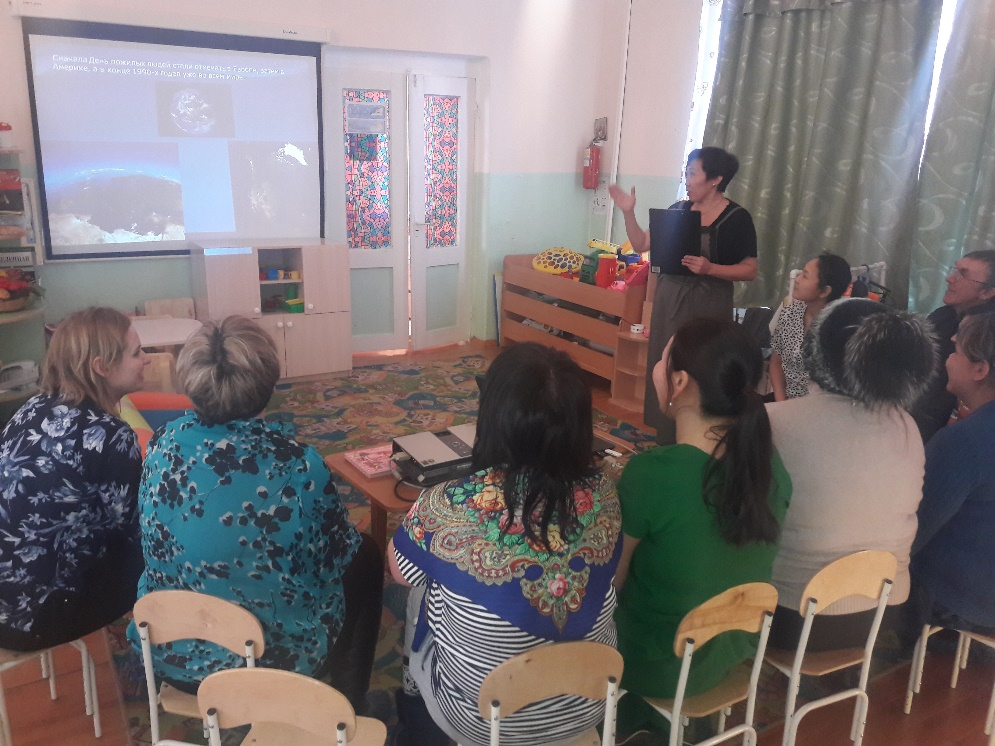 Сначала День пожилых людей стали отмечать в Европе, затем в
Америке, а в конце 1990-х годов уже во всем мире.